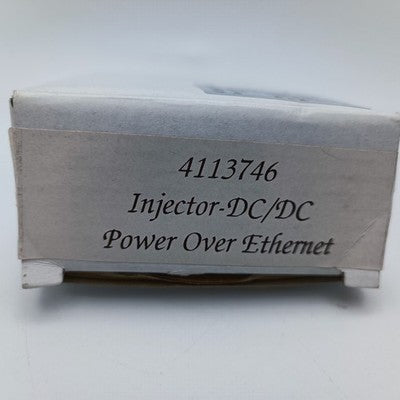 4113746
Injector-DC/DC
Power Over Ethernet